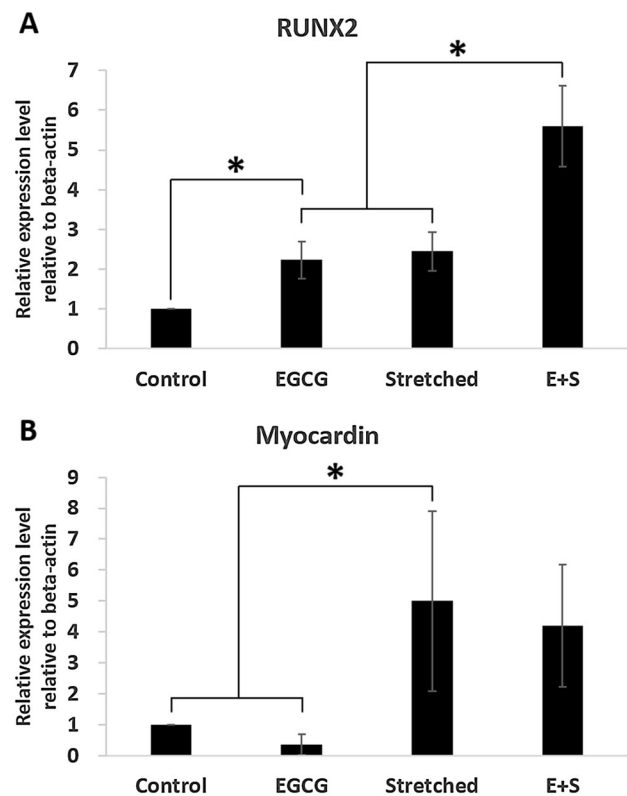 A
RUNX2
Relative expression level
relative to beta-actin
7
6
5
4
3
2
1
0
*
*
Control EGCG Stretched E+S
B
Myocardin
Relative expression level
relative to beta-actin
9
8
7
6
5
4
3
2
1
0
*
Control EGCG Stretched E+S